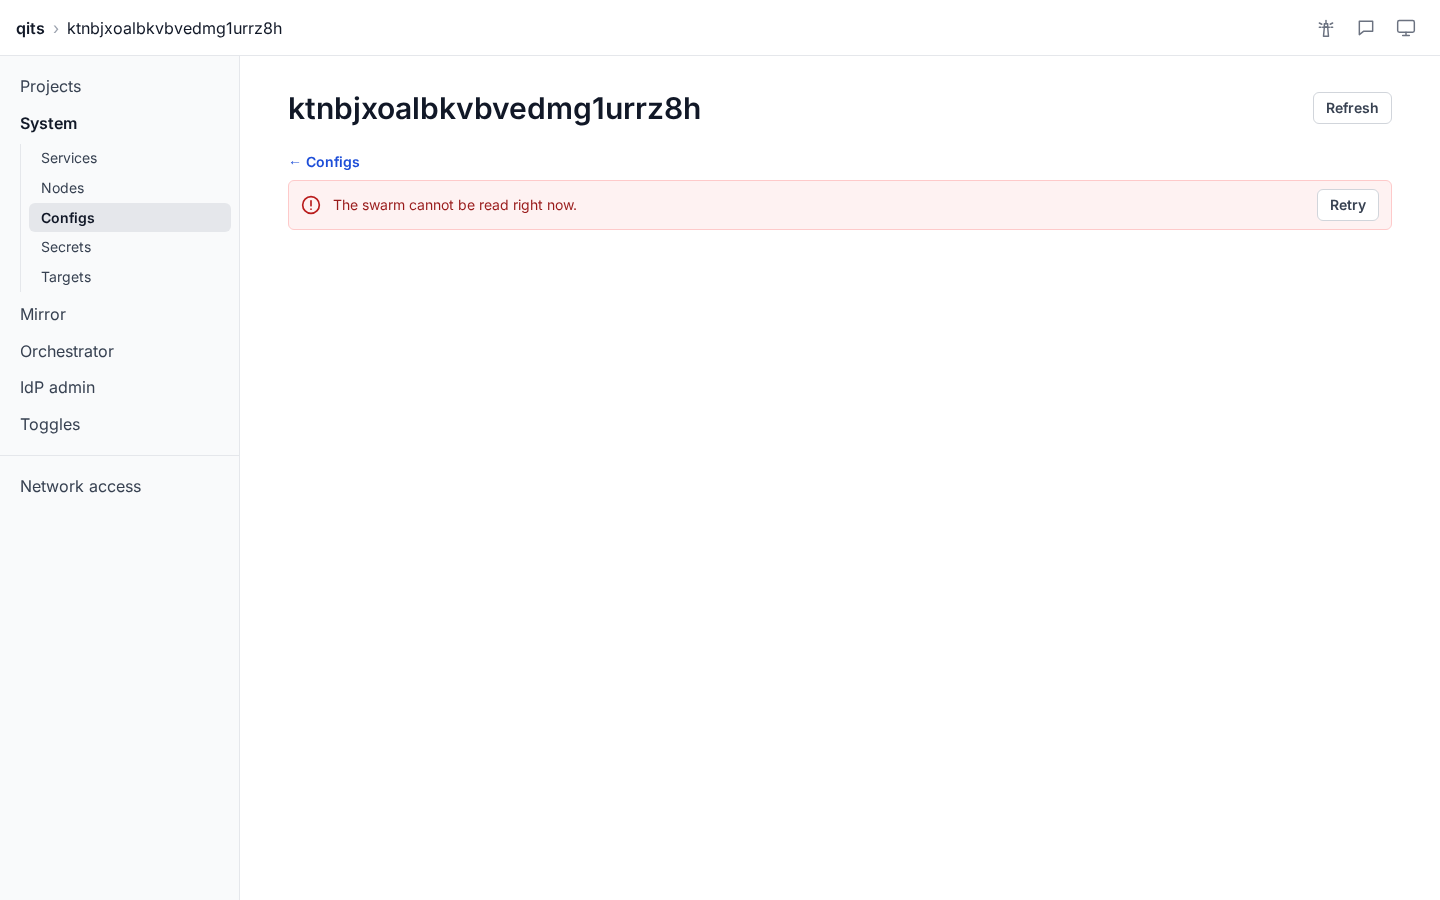 qits › ktnbjxoalbkvbvedmg1urrz8h
Projects
System
Services
Nodes
Configs
Secrets
Targets
Mirror
Orchestrator
IdP admin
Toggles
Network access
ktnbjxoalbkvbvedmg1urrz8h
Refresh
← Configs
The swarm cannot be read right now.
Retry